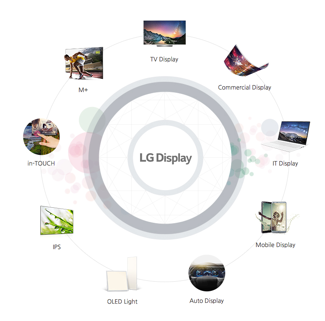 TV Display
Commercial Display
M+
IT Display
in-TOUCH
LG Display
Mobile Display
IPS
Auto Display
OLED Light